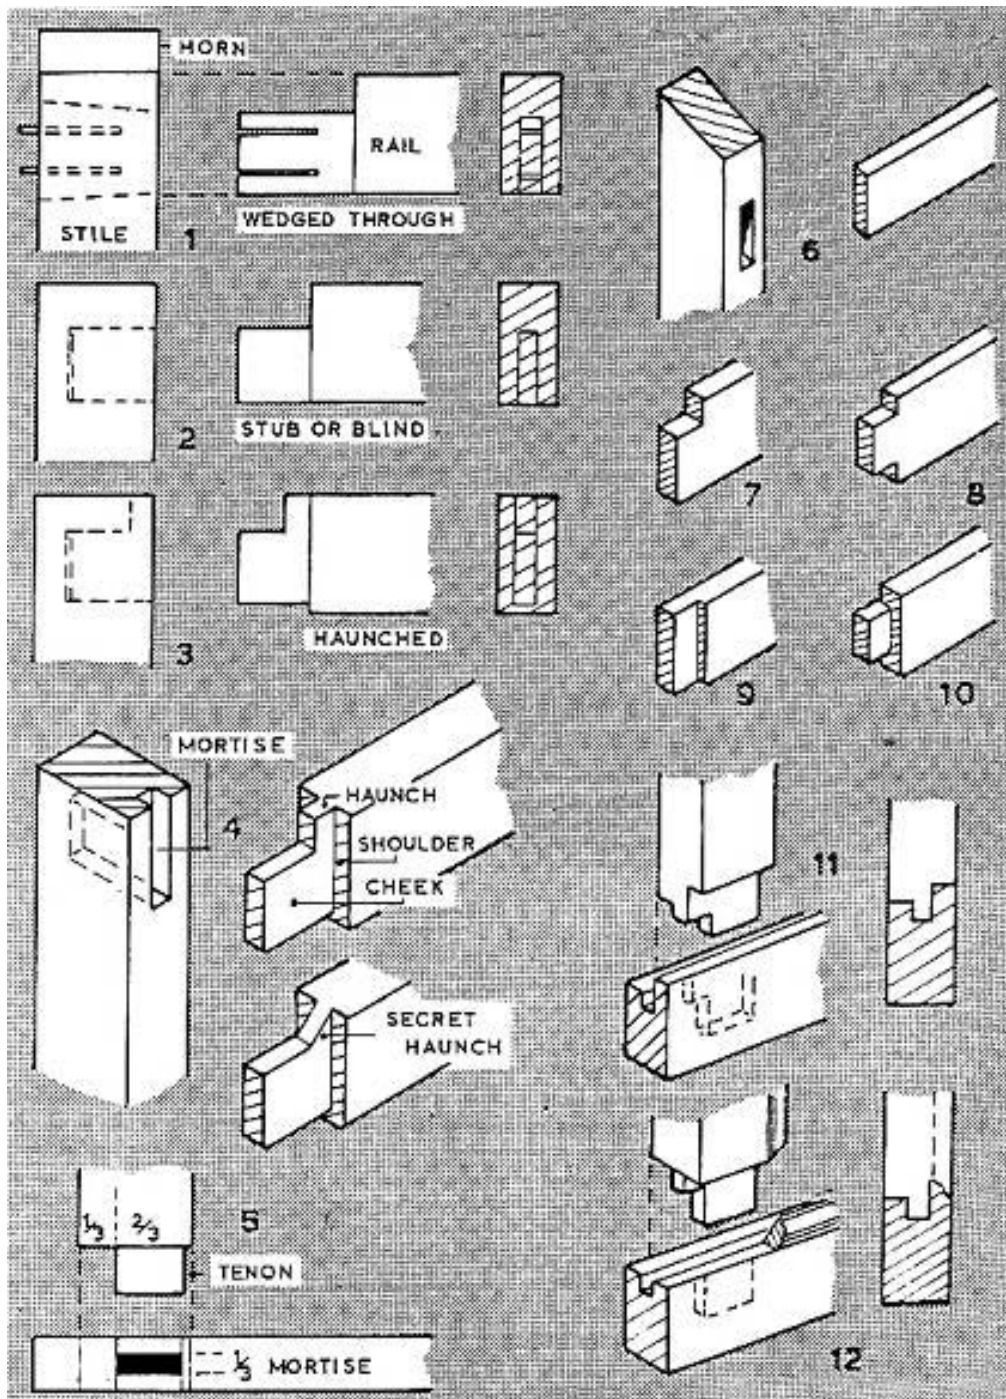 HORN
RAIL
STILE
1
WEDGED THROUGH
2
STUB OR BLIND
3
HAUNCHED
6
7
8
9
10
MORTISE
4
HAUNCH
SHOULDER
CHEEK
SECRET
HAUNCH
5
1/3 2/3
TENON
1/3 MORTISE
11
12